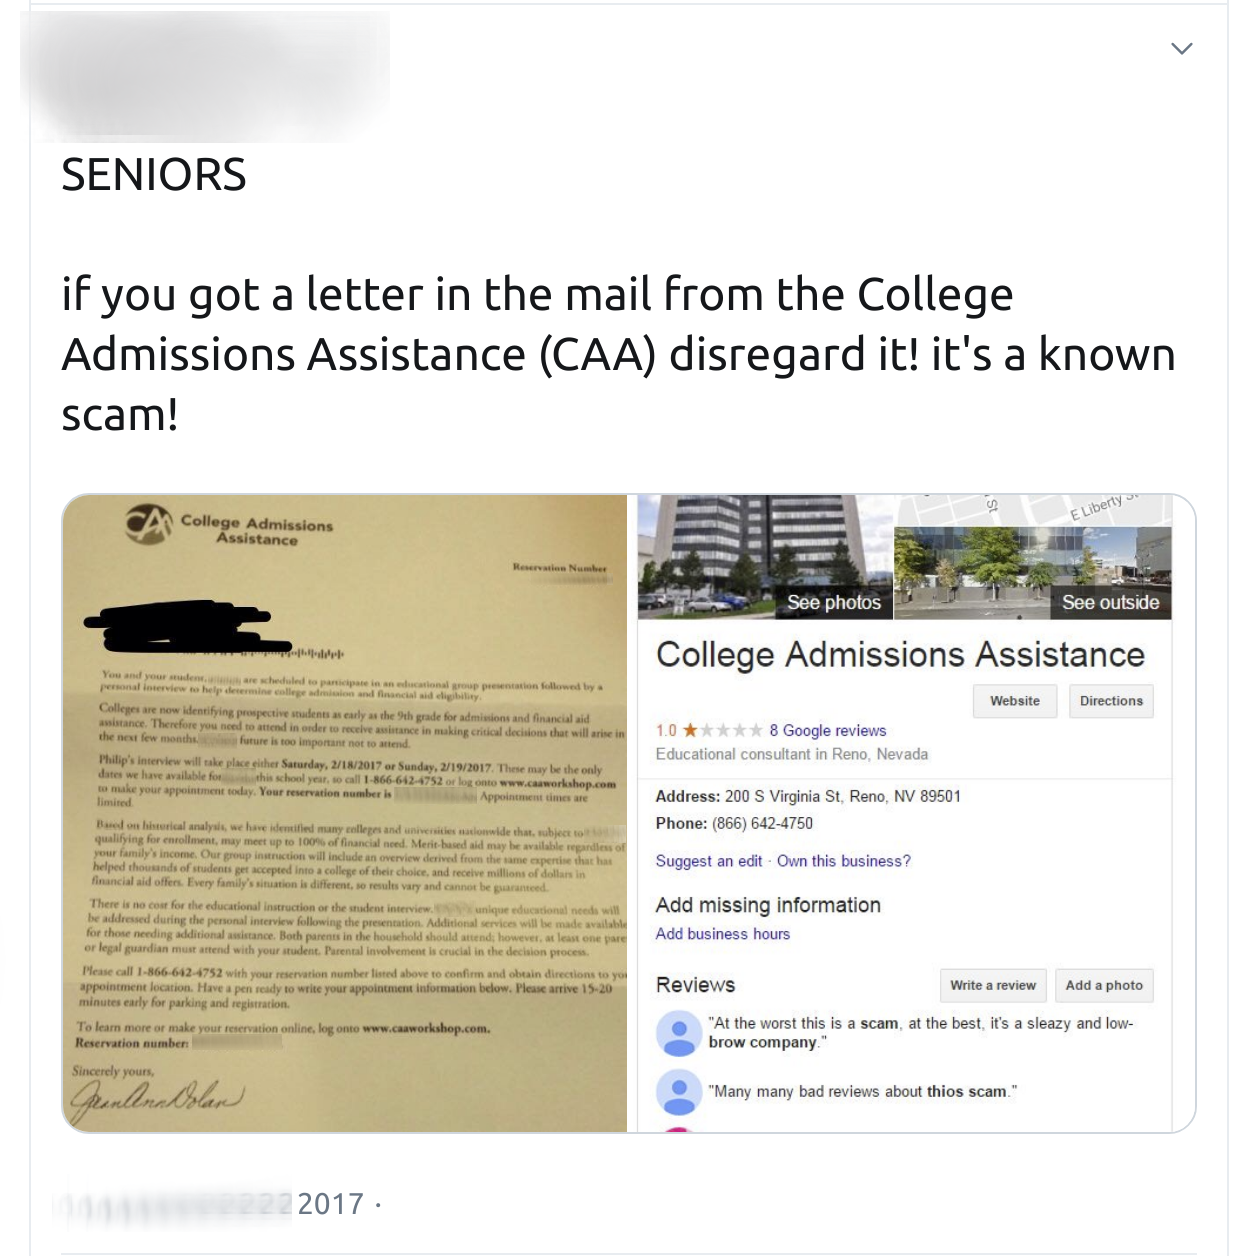 SENIORS
if you got a letter in the mail from the College
Admissions Assistance (CAA) disregard it! it's a known
scam!
CA College Admissions
Assistance
Reservation Number
You and your student, are scheduled to participate in an educational group presentation followed by a
personal interview to help determine college admission and financial aid eligibility.
Colleges are now identifying prospective students as early as the 9th grade for admissions and financial aid
assistance. Therefore you need to attend in order to receive assistance in making critical decisions that will arise in
the next few months. future is too important not to attend.
Philip's interview will take place either Saturday, 2/18/2017 or Sunday, 2/19/2017. These may be the only
dates we have available for this school year, so call 1-866-642-4752 or log onto www.caaworkshop.com
to make your appointment today. Your reservation number is Appointment times are
limited.
Based on historical analysis, we have identified many colleges and universities nationwide that, subject to
qualifying for enrollment, may meet up to 100% of financial need. Merit-based aid may be available regardless of
your family's income. Our group instruction will include an overview derived from the same expertise that has
helped thousands of students get accepted into a college of their choice, and receive millions of dollars in
financial aid offers. Every family's situation is different, so results vary and cannot be guaranteed.
There is no cost for the educational instruction or the student interview. unique educational needs will
be addressed during the personal interview following the presentation. Additional services will be made available
for those needing additional assistance. Both parents in the household should attend; however, at least one pare
or legal guardian must attend with your student. Parental involvement is crucial in the decision process.
Please call 1-866-642-4752 with your reservation number listed above to confirm and obtain directions to you
appointment location. Have a pen ready to write your appointment information below. Please arrive 15-20
minutes early for parking and registration.
To learn more or make your reservation online, log onto www.caaworkshop.com.
Reservation number:
Sincerely yours,
JeanAnn Dolan
St
E Liberty St
See photos
See outside
College Admissions Assistance
Website
Directions
1.0 8 Google reviews
Educational consultant in Reno, Nevada
Address: 200 S Virginia St, Reno, NV 89501
Phone: (866) 642-4750
Suggest an edit · Own this business?
Add missing information
Add business hours
Reviews
Write a review
Add a photo
"At the worst this is a scam, at the best, it's a sleazy and low-
brow company."
"Many many bad reviews about thios scam."
2017 ·